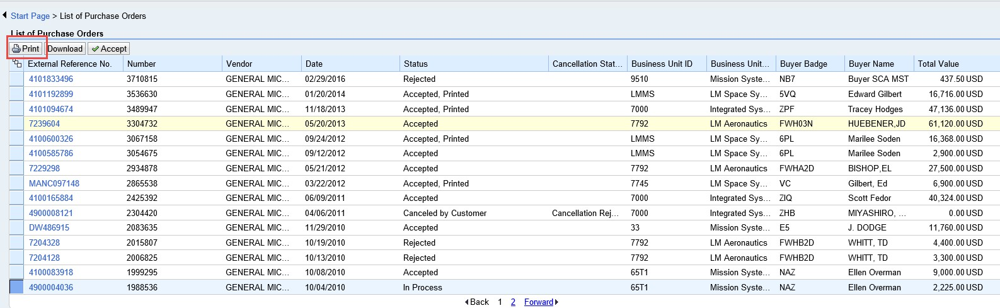 Start Page > List of Purchase Orders
List of Purchase Orders
Print Download Accept
External Reference No. Number Vendor Date Status Cancellation Stat... Business Unit ID Business Unit... Buyer Badge Buyer Name Total Value
4101833496 3710815 GENERAL MIC... 02/29/2016 Rejected 9510 Mission Syste... NB7 Buyer SCA MST 437.50 USD
4101192899 3536630 GENERAL MIC... 01/20/2014 Accepted, Printed LMMS LM Space Sy... 5VQ Edward Gilbert 16,716.00 USD
4101094674 3489947 GENERAL MIC... 11/18/2013 Accepted, Printed 7000 Integrated Sys... ZPF Tracey Hodges 47,136.00 USD
7239604 3304732 GENERAL MIC... 05/20/2013 Accepted 7792 LM Aeronautics FWH03N HUEBENER,JD 61,120.00 USD
4100600326 3067158 GENERAL MIC... 09/24/2012 Accepted, Printed LMMS LM Space Sy... 6PL Marilee Soden 16,368.00 USD
4100585786 3054675 GENERAL MIC... 09/12/2012 Accepted LMMS LM Space Sy... 6PL Marilee Soden 2,900.00 USD
7229298 2934878 GENERAL MIC... 05/21/2012 Accepted 7792 LM Aeronautics FWHA2D BISHOP,EL 27,500.00 USD
MANC097148 2865538 GENERAL MIC... 03/22/2012 Accepted, Printed 7745 LM Space Sy... VC Gilbert, Ed 6,900.00 USD
4100165884 2425392 GENERAL MIC... 06/09/2011 Accepted 7000 Integrated Sys... ZIQ Scott Fedor 40,324.00 USD
4900008121 2304420 GENERAL MIC... 04/06/2011 Canceled by Customer Cancellation Rej... 7000 Integrated Sys... ZHB MIYASHIRO, ... 0.00 USD
DW486915 2083635 GENERAL MIC... 11/29/2010 Accepted 33 Mission Syste... E5 J. DODGE 11,760.00 USD
7204328 2015807 GENERAL MIC... 10/19/2010 Rejected 7792 LM Aeronautics FWHB2D WHITT, TD 4,400.00 USD
7204128 2006825 GENERAL MIC... 10/13/2010 Rejected 7792 LM Aeronautics FWHB2D WHITT, TD 3,300.00 USD
4100083918 1999295 GENERAL MIC... 10/08/2010 Accepted 65T1 Mission Syste... NAZ Ellen Overman 9,000.00 USD
4900004036 1988536 GENERAL MIC... 10/04/2010 In Process 65T1 Mission Syste... NAZ Ellen Overman 2,225.00 USD
Back 1 2 Forward